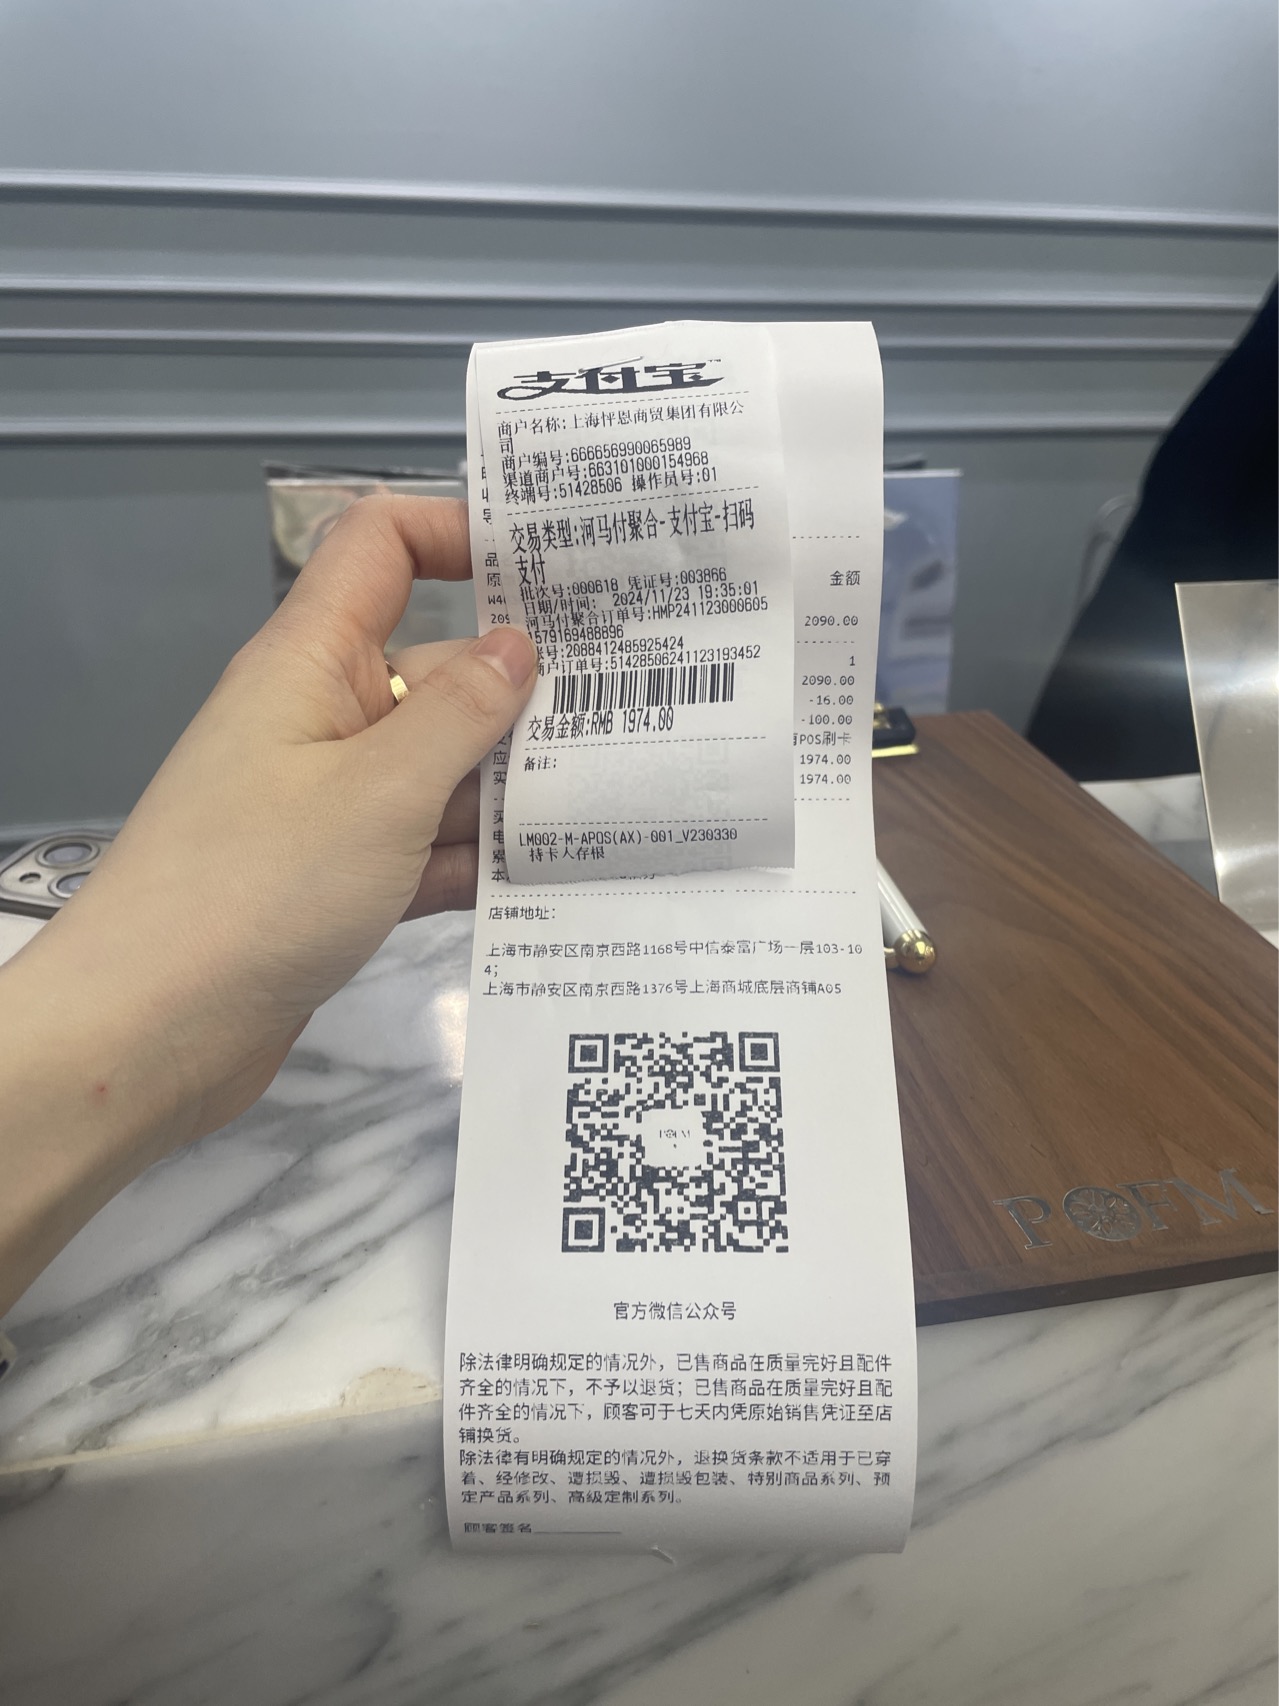 支付宝
商户名称:上海怦恩商贸集团有限公
司
商户编号:666656990065989
渠道商户号:663101000154968
终端号:51428506 操作员号:01
交易类型:河马付聚合-支付宝-扫码
支付
批次号:000618 凭证号:003866
日期/时间: 2024/11/23 19:35:01
河马付聚合订单号:HMP241123000605
1579169488896
账号:2088412485925424
商户订单号:51428506241123193452
交易金额:RMB 1974.00
备注:
LM002-M-APOS(AX)-001_V230330
持卡人存根
品
原
金额
2090.00
1
2090.00
-16.00
-100.00
POS刷卡
应
1974.00
实
1974.00
买
电
累
本
店铺地址:
上海市静安区南京西路1168号中信泰富广场一层103-10
4;
上海市静安区南京西路1376号上海商城底层商铺A05
POFM
官方微信公众号
除法律明确规定的情况外，已售商品在质量完好且配件
齐全的情况下，不予以退货；已售商品在质量完好且配
件齐全的情况下，顾客可于七天内凭原始销售凭证至店
铺换货。
除法律有明确规定的情况外，退换货条款不适用于已穿
着、经修改、遭损毁、遭损毁包装、特别商品系列、预
定产品系列、高级定制系列。
顾客签名
POFM